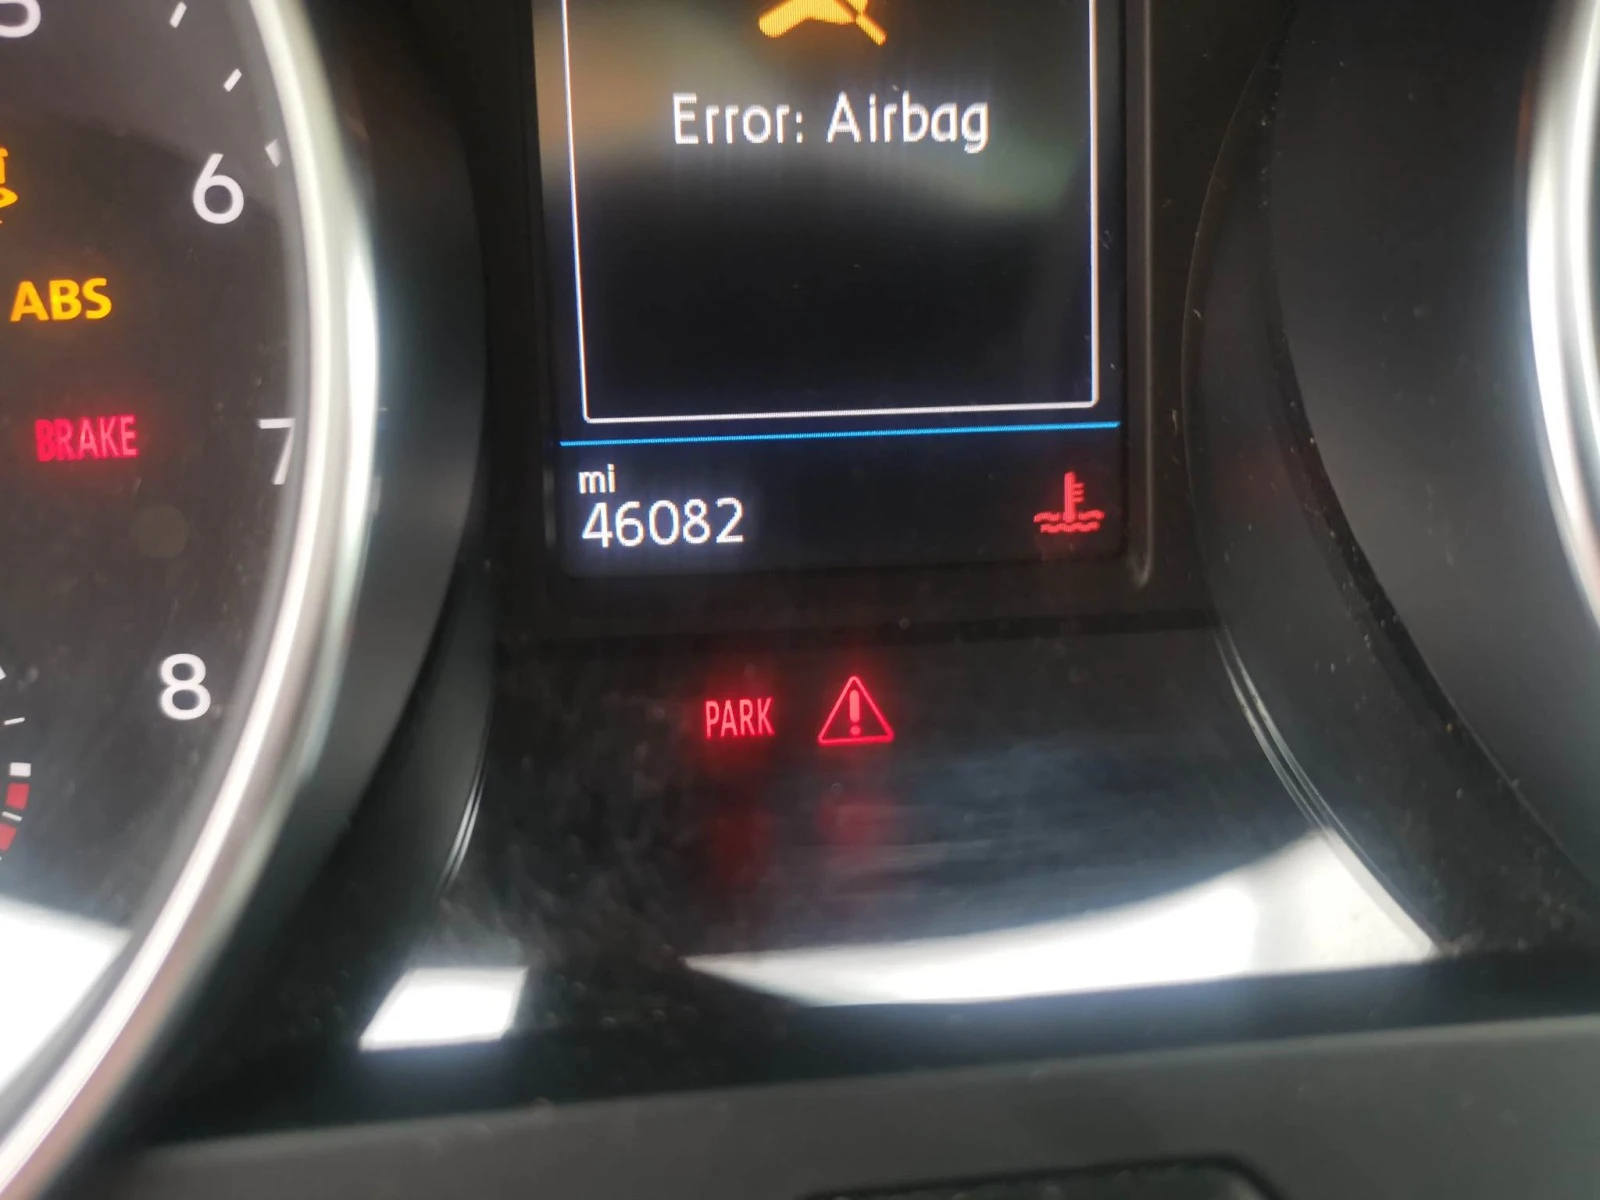 Error: Airbag
6
ABS
BRAKE
7
mi
46082
8
PARK